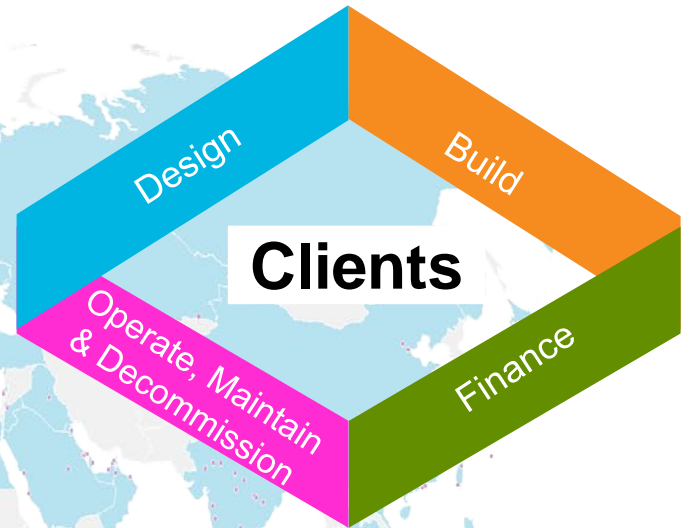 Design
Build
Clients
Operate, Maintain
& Decommission
Finance